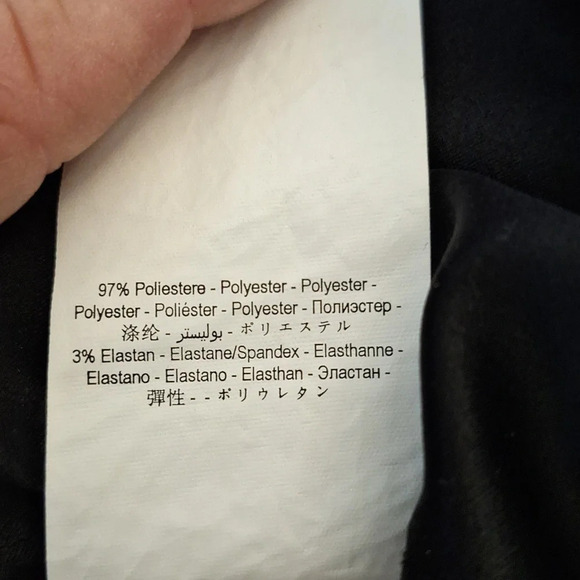 97% Poliestere - Polyester - Polyester -
Polyester - Poliéster - Polyester - Полиэстер -
涤纶 - بوليستر - ポリエステル
3% Elastan - Elastane/Spandex - Elasthanne -
Elastano - Elastano - Elasthan - Эластан -
彈性 - - ポリウレタン